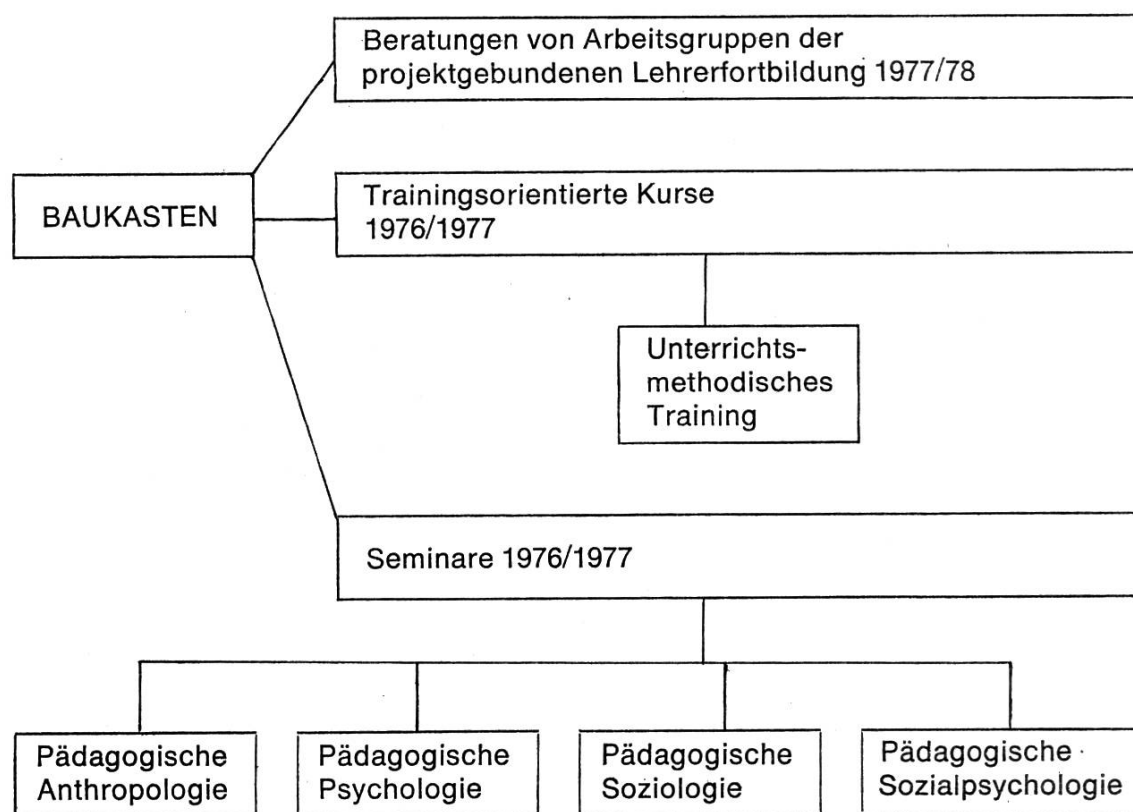 Beratungen von Arbeitsgruppen der
projektgebundenen Lehrerfortbildung 1977/78
BAUKASTEN
Trainingsorientierte Kurse
1976/1977
Unterrichts-
methodisches
Training
Seminare 1976/1977
Pädagogische
Anthropologie
Pädagogische
Psychologie
Pädagogische
Soziologie
Pädagogische
Sozialpsychologie